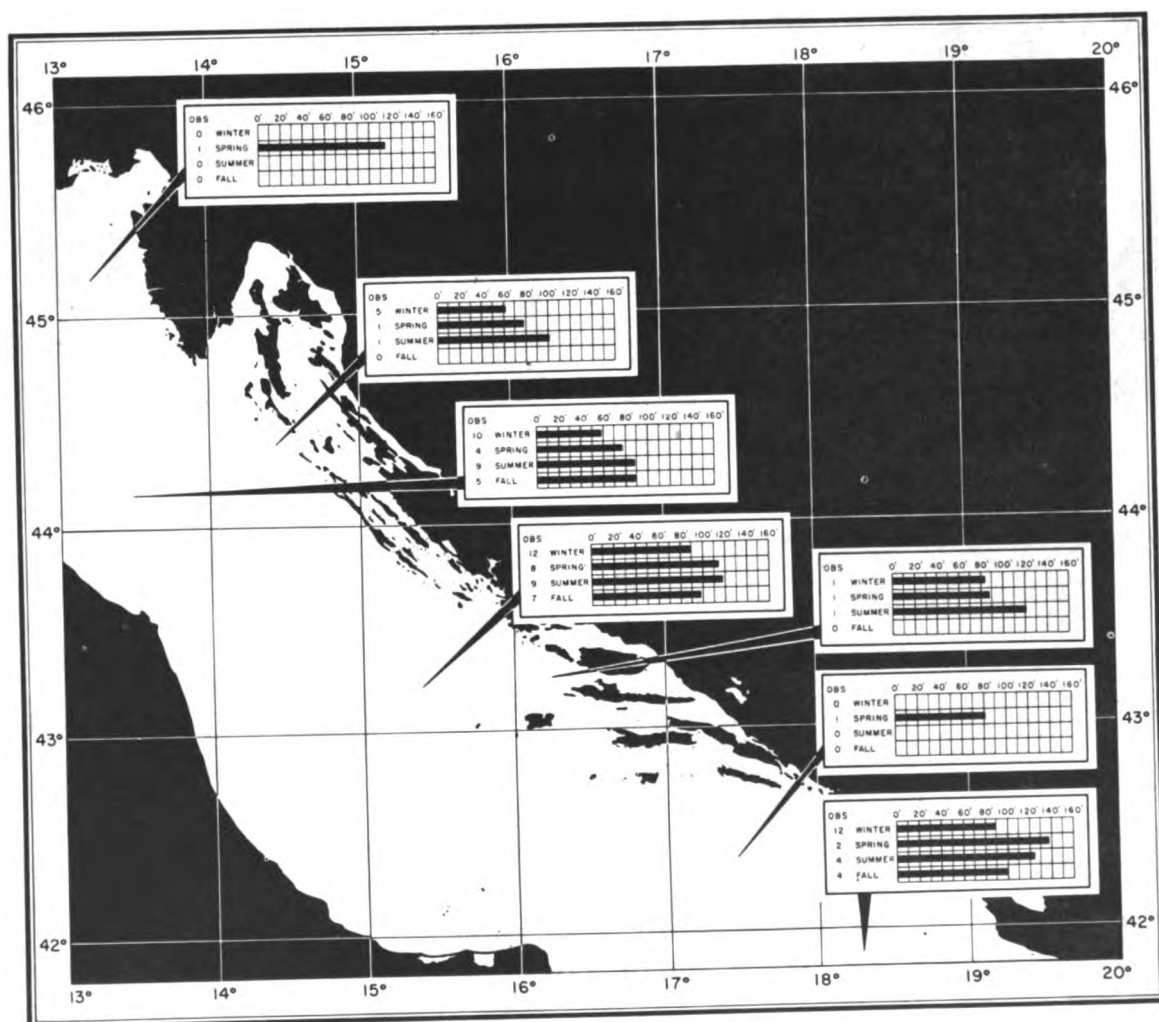 13° 14° 15° 16° 17° 18° 19° 20°
46° 46°
OBS 0' 20' 40' 60' 80' 100' 120' 140' 160'
0 WINTER
1 SPRING
0 SUMMER
0 FALL
45° 45°
OBS 0' 20' 40' 60' 80' 100' 120' 140' 160'
5 WINTER
1 SPRING
1 SUMMER
0 FALL
OBS 0' 20' 40' 60' 80' 100' 120' 140' 160'
10 WINTER
4 SPRING
9 SUMMER
5 FALL
44° 44°
OBS 0' 20' 40' 60' 80' 100' 120' 140' 160'
12 WINTER
8 SPRING
9 SUMMER
7 FALL
OBS 0' 20' 40' 60' 80' 100' 120' 140' 160'
1 WINTER
1 SPRING
1 SUMMER
0 FALL
43° 43°
OBS 0' 20' 40' 60' 80' 100' 120' 140' 160'
0 WINTER
1 SPRING
0 SUMMER
0 FALL
OBS 0' 20' 40' 60' 80' 100' 120' 140' 160'
12 WINTER
2 SPRING
4 SUMMER
4 FALL
42° 42°
13° 14° 15° 16° 17° 18° 19° 20°